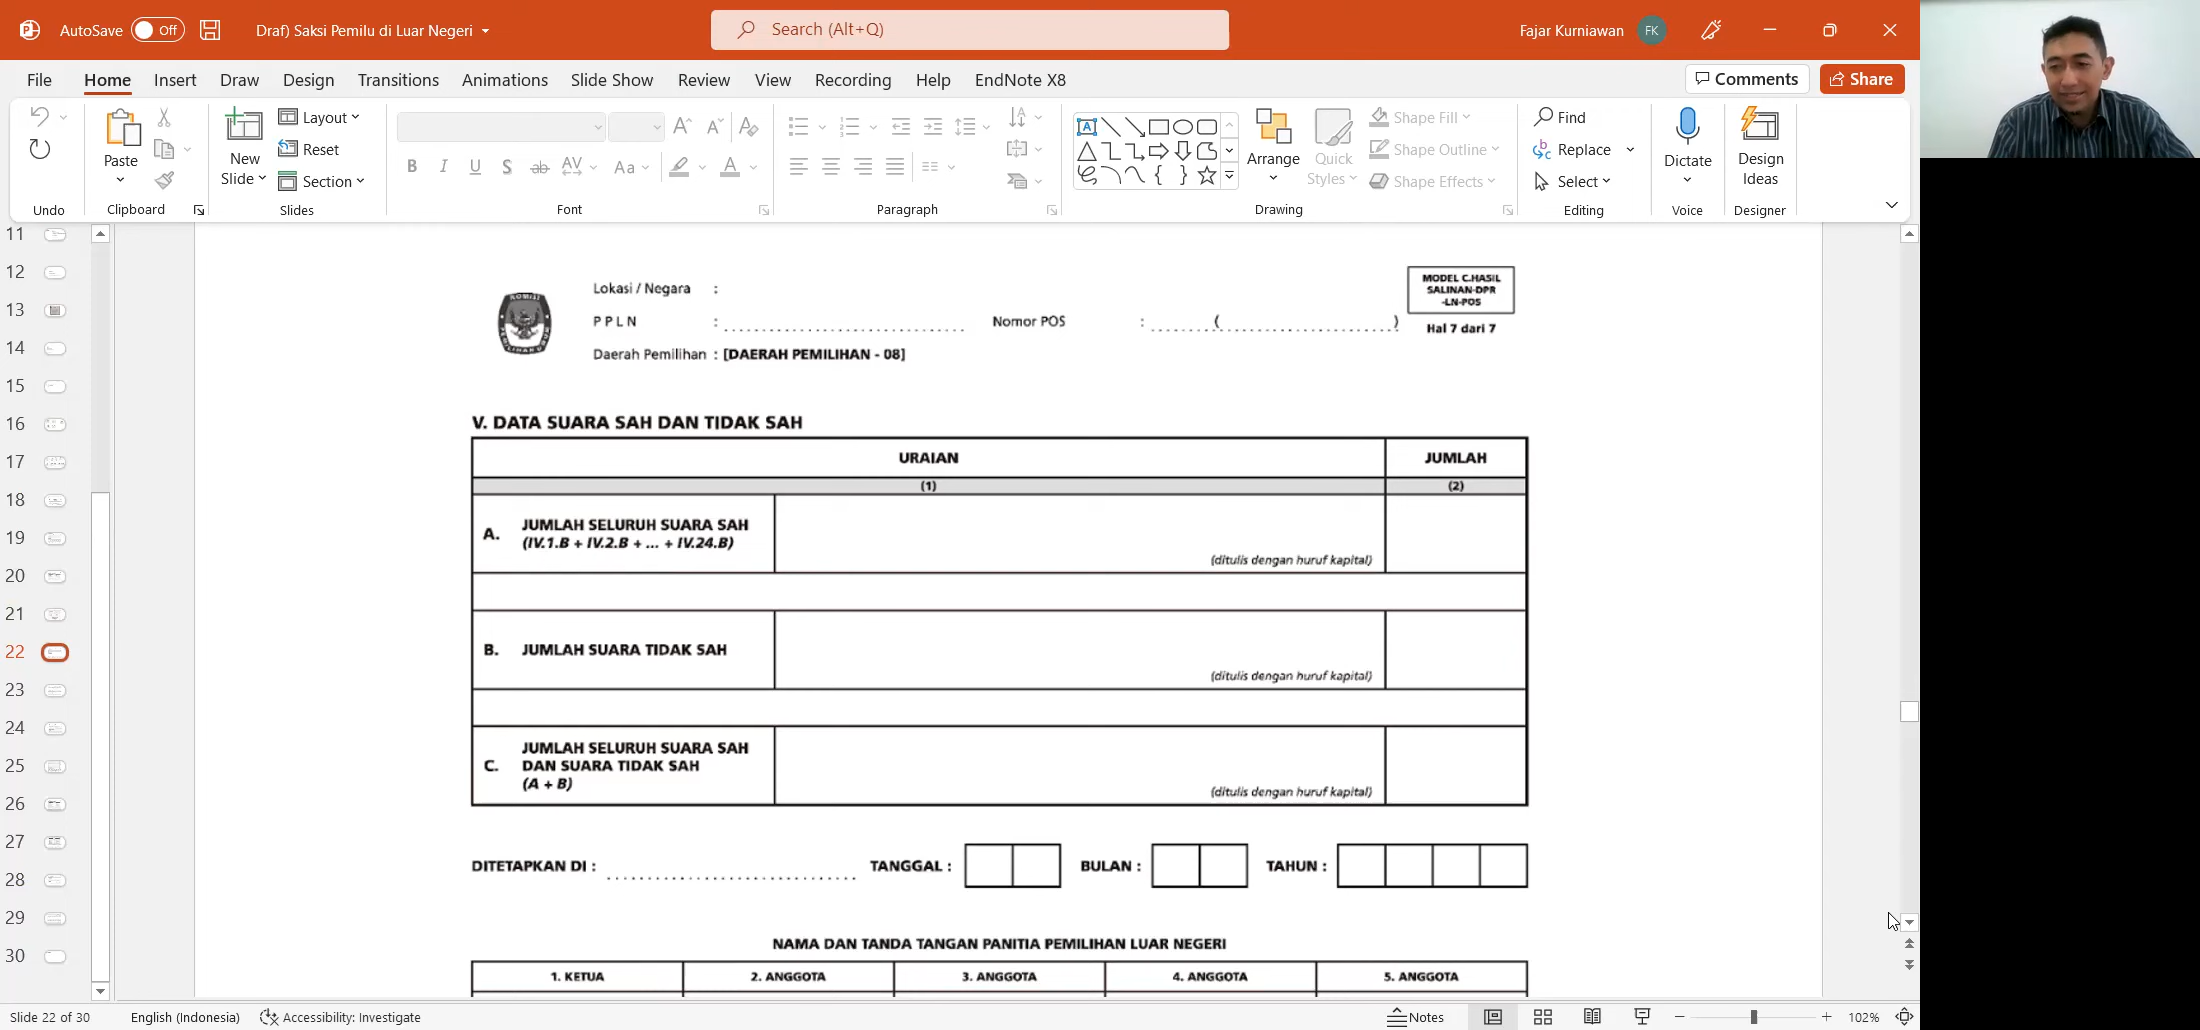 AutoSave Off Draf) Saksi Pemilu di Luar Negeri Search (Alt+Q) Fajar Kurniawan FK
File Home Insert Draw Design Transitions Animations Slide Show Review View Recording Help EndNote X8 Comments Share
Paste
New Slide
Layout
Reset
Section
B I U S ab AV Aa A
Arrange
Quick Styles
Shape Fill
Shape Outline
Shape Effects
Find
Replace
Select
Dictate
Design Ideas
Undo Clipboard Slides Font Paragraph Drawing Editing Voice Designer
11
12
13
14
15
16
17
18
19
20
21
22
23
24
25
26
27
28
29
30
MODEL C.HASIL
SALINAN-DPR
-LN-POS
Hal 7 dari 7
KOMISI
PEMILIHAN UMUM
Lokasi / Negara :
P P L N : .............................. Nomor POS : ........(......................)
Daerah Pemilihan : [DAERAH PEMILIHAN - 08]
V. DATA SUARA SAH DAN TIDAK SAH
URAIAN JUMLAH
(1) (2)
A. JUMLAH SELURUH SUARA SAH
(IV.1.B + IV.2.B + ... + IV.24.B)
(ditulis dengan huruf kapital)
B. JUMLAH SUARA TIDAK SAH
(ditulis dengan huruf kapital)
C. JUMLAH SELURUH SUARA SAH
DAN SUARA TIDAK SAH
(A + B)
(ditulis dengan huruf kapital)
DITETAPKAN DI : .............................. TANGGAL : BULAN : TAHUN :
NAMA DAN TANDA TANGAN PANITIA PEMILIHAN LUAR NEGERI
1. KETUA 2. ANGGOTA 3. ANGGOTA 4. ANGGOTA 5. ANGGOTA
Slide 22 of 30 English (Indonesia) Accessibility: Investigate Notes 102%